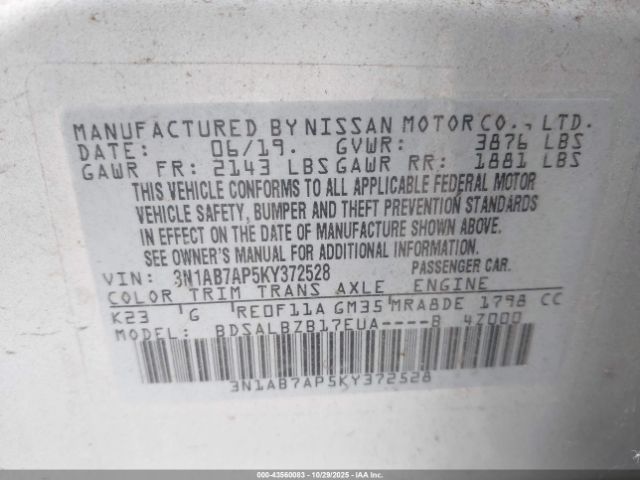 MANUFACTURED BY NISSAN MOTOR CO., LTD.
DATE: 06/19. GVWR: 3876 LBS
GAWR FR: 2143 LBS GAWR RR: 1881 LBS
THIS VEHICLE CONFORMS TO ALL APPLICABLE FEDERAL MOTOR
VEHICLE SAFETY, BUMPER AND THEFT PREVENTION STANDARDS
IN EFFECT ON THE DATE OF MANUFACTURE SHOWN ABOVE.
SEE OWNER'S MANUAL FOR ADDITIONAL INFORMATION.
VIN: 3N1AB7AP5KY372528 PASSENGER CAR.
COLOR TRIM TRANS AXLE ENGINE
K23 G RE0F11A GM35 MRA8DE 1798 CC
MODEL: BDSALBZB17EUA----B 4Z000
3N1AB7AP5KY372528
000-43560083 | 10/29/2025 | IAA Inc.